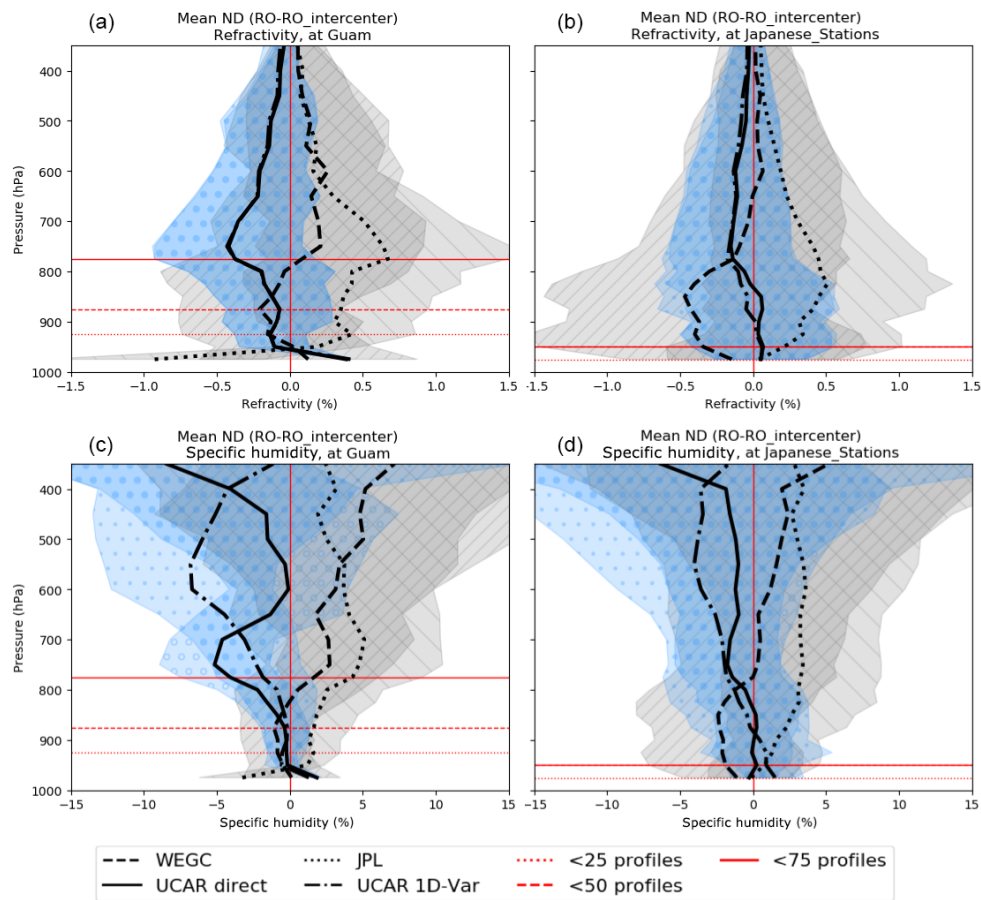 (a)
Mean ND (RO-RO_intercenter)
Refractivity, at Guam
400
500
600
700
800
900
1000
Pressure (hPa)
−1.5 −1.0 −0.5 0.0 0.5 1.0 1.5
Refractivity (%)
(b)
Mean ND (RO-RO_intercenter)
Refractivity, at Japanese_Stations
−1.5 −1.0 −0.5 0.0 0.5 1.0 1.5
Refractivity (%)
(c)
Mean ND (RO-RO_intercenter)
Specific humidity, at Guam
400
500
600
700
800
900
1000
Pressure (hPa)
−15 −10 −5 0 5 10 15
Specific humidity (%)
(d)
Mean ND (RO-RO_intercenter)
Specific humidity, at Japanese_Stations
−15 −10 −5 0 5 10 15
Specific humidity (%)
WEGC JPL <25 profiles <75 profiles
UCAR direct UCAR 1D-Var <50 profiles